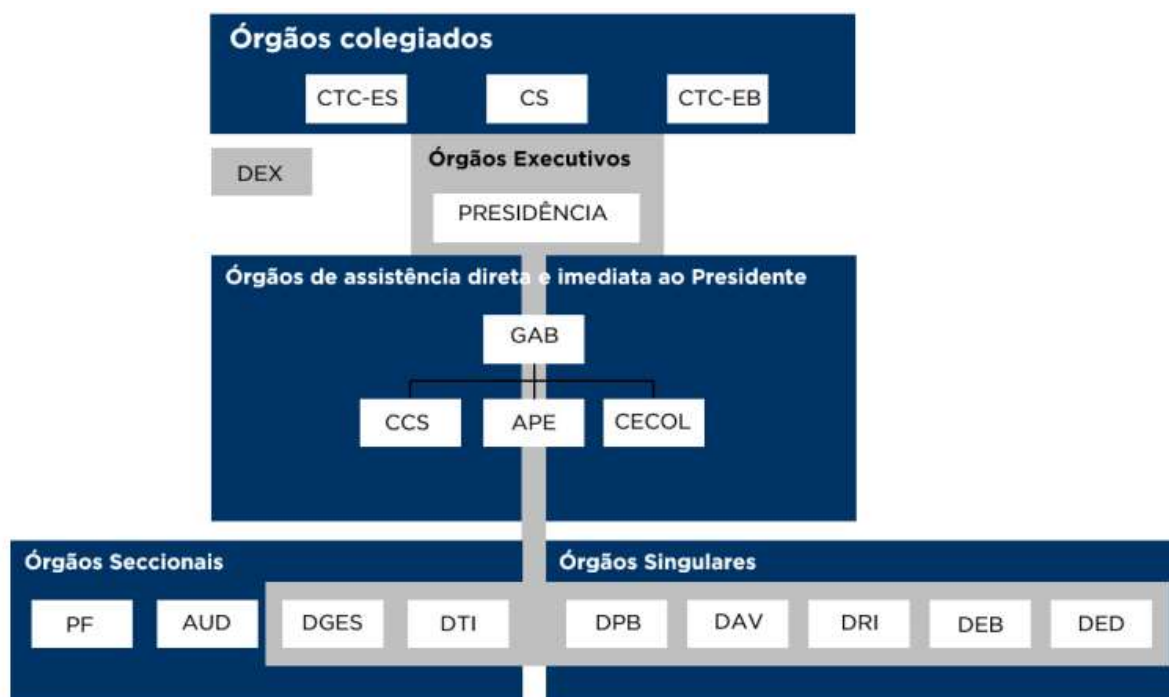 Órgãos colegiados
CTC-ES CS CTC-EB
DEX
Órgãos Executivos
PRESIDÊNCIA
Órgãos de assistência direta e imediata ao Presidente
GAB
CCS APE CECOL
Órgãos Seccionais
PF AUD DGES DTI
Órgãos Singulares
DPB DAV DRI DEB DED